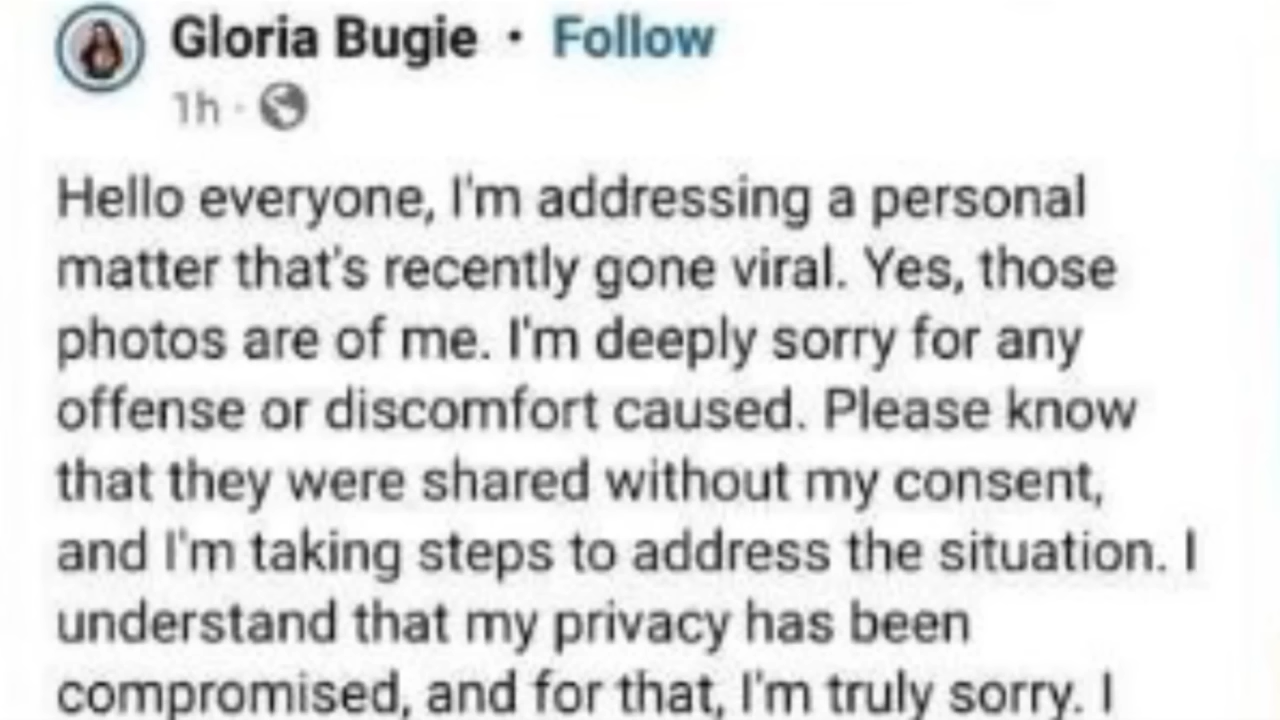 Gloria Bugie · Follow
1h ·
Hello everyone, I'm addressing a personal
matter that's recently gone viral. Yes, those
photos are of me. I'm deeply sorry for any
offense or discomfort caused. Please know
that they were shared without my consent,
and I'm taking steps to address the situation. I
understand that my privacy has been
compromised, and for that, I'm truly sorry. I